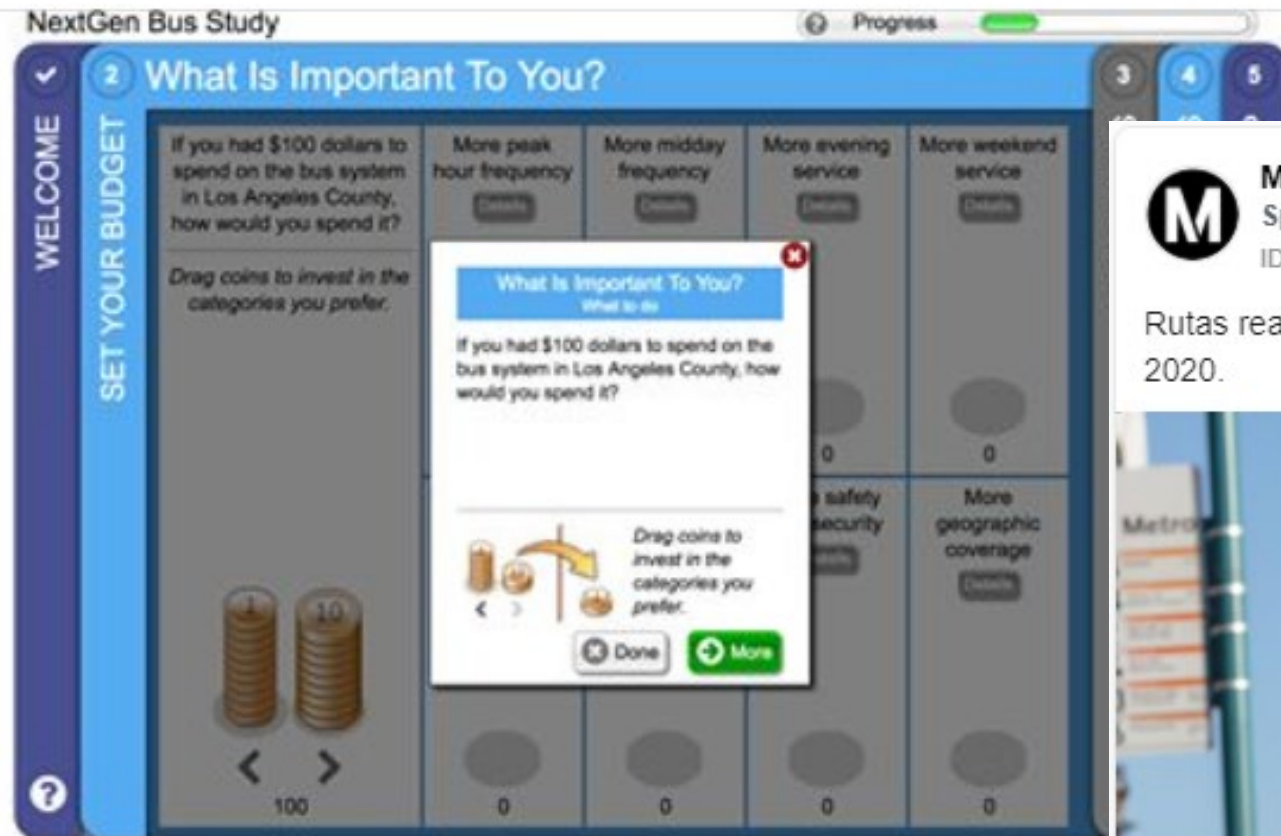 NextGen Bus Study
Progress
WELCOME
2
SET YOUR BUDGET
What Is Important To You?
3
4
5
If you had $100 dollars to
spend on the bus system
in Los Angeles County,
how would you spend it?
Drag coins to invest in the
categories you prefer.
1
10
100
More peak
hour frequency
Details
More midday
frequency
Details
More evening
service
Details
More weekend
service
Details
0
0
safety
security
More
geographic
coverage
Details
0
0
0
0
What Is Important To You?
What to do
If you had $100 dollars to spend on the
bus system in Los Angeles County, how
would you spend it?
Drag coins to
invest in the
categories you
prefer.
Done
More
M
Rutas
2020.
Metro